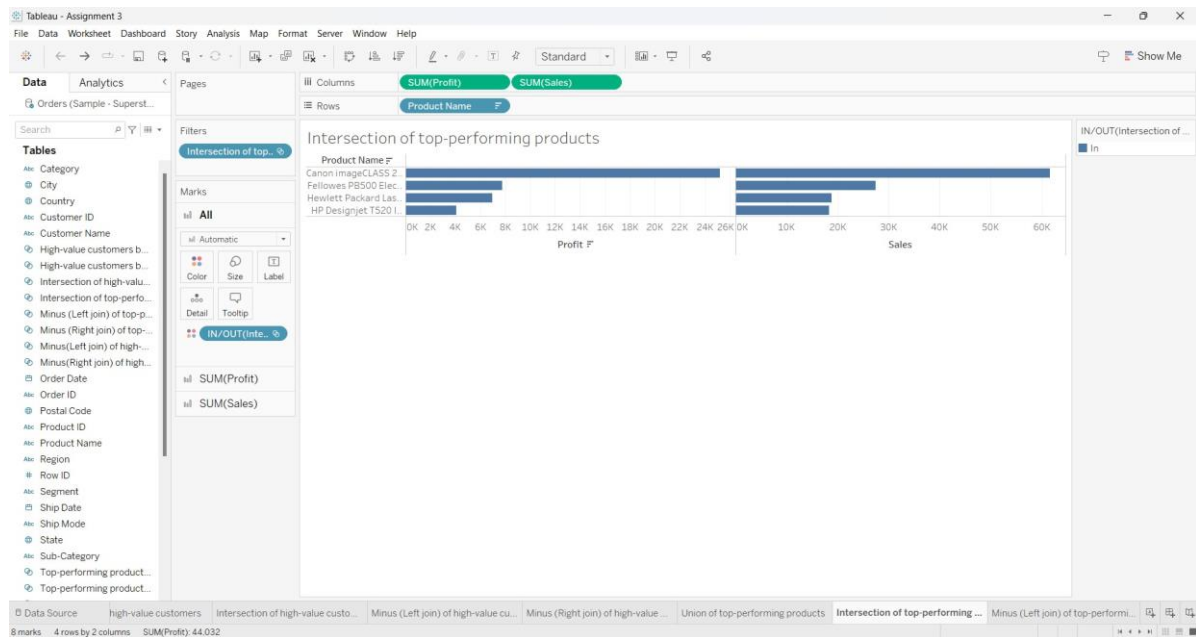 Tableau - Assignment 3
File Data Worksheet Dashboard Story Analysis Map Format Server Window Help
Standard
Show Me
Data Analytics
Orders (Sample - Superst...
Search
Tables
Abc Category
City
Country
Abc Customer ID
Abc Customer Name
High-value customers b...
High-value customers b...
Intersection of high-valu...
Intersection of top-perfo...
Minus (Left join) of top-p...
Minus (Right join) of top-...
Minus(Left join) of high-...
Minus(Right join) of high...
Order Date
Abc Order ID
Postal Code
Abc Product ID
Abc Product Name
Abc Region
# Row ID
Abc Segment
Ship Date
Abc Ship Mode
State
Abc Sub-Category
Top-performing product...
Top-performing product...
Pages
Filters
Intersection of top..
Marks
All
Automatic
Color Size Label
Detail Tooltip
IN/OUT(Inte..
SUM(Profit)
SUM(Sales)
Columns SUM(Profit) SUM(Sales)
Rows Product Name
Intersection of top-performing products
Product Name
Canon imageCLASS 2..
Fellowes PB500 Elec..
Hewlett Packard Las..
HP Designjet T520 I..
0K 2K 4K 6K 8K 10K 12K 14K 16K 18K 20K 22K 24K 26K 0K 10K 20K 30K 40K 50K 60K
Profit Sales
IN/OUT(Intersection of ...
In
Data Source high-value customers Intersection of high-value custo... Minus (Left join) of high-value cu... Minus (Right join) of high-value ... Union of top-performing products Intersection of top-performing ... Minus (Left join) of top-performi...
8 marks 4 rows by 2 columns SUM(Profit): 44,032